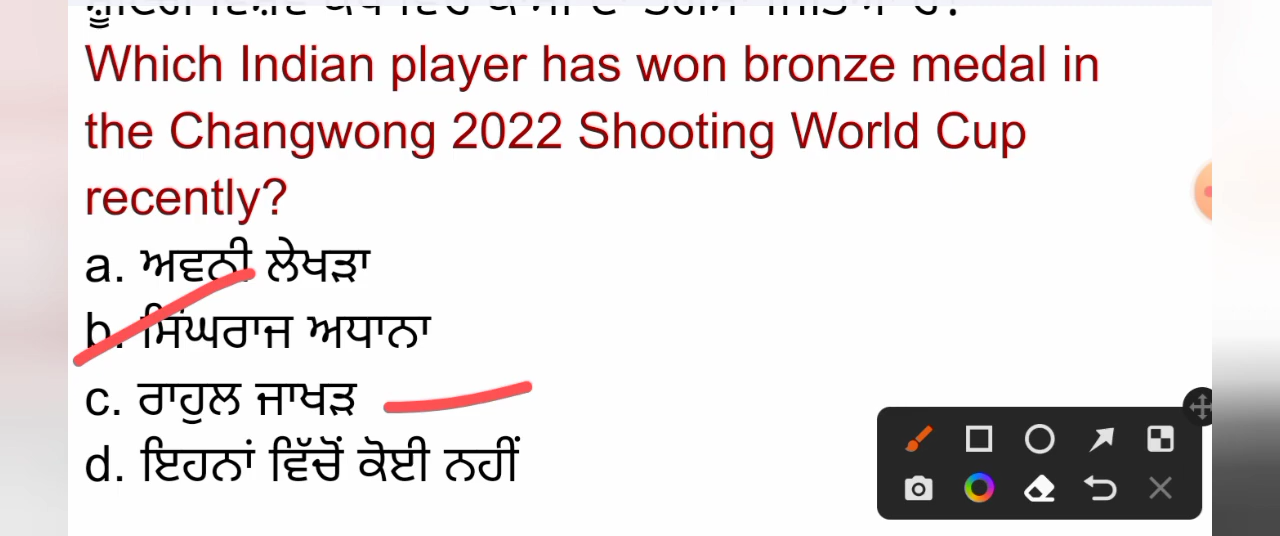 Which Indian player has won bronze medal in
the Changwong 2022 Shooting World Cup
recently?
a. ਅਵਨੀ ਲੇਖੜਾ
b. ਸਿੰਘਰਾਜ ਅਧਾਨਾ
c. ਰਾਹੁਲ ਜਾਖੜ
d. ਇਹਨਾਂ ਵਿੱਚੋਂ ਕੋਈ ਨਹੀਂ